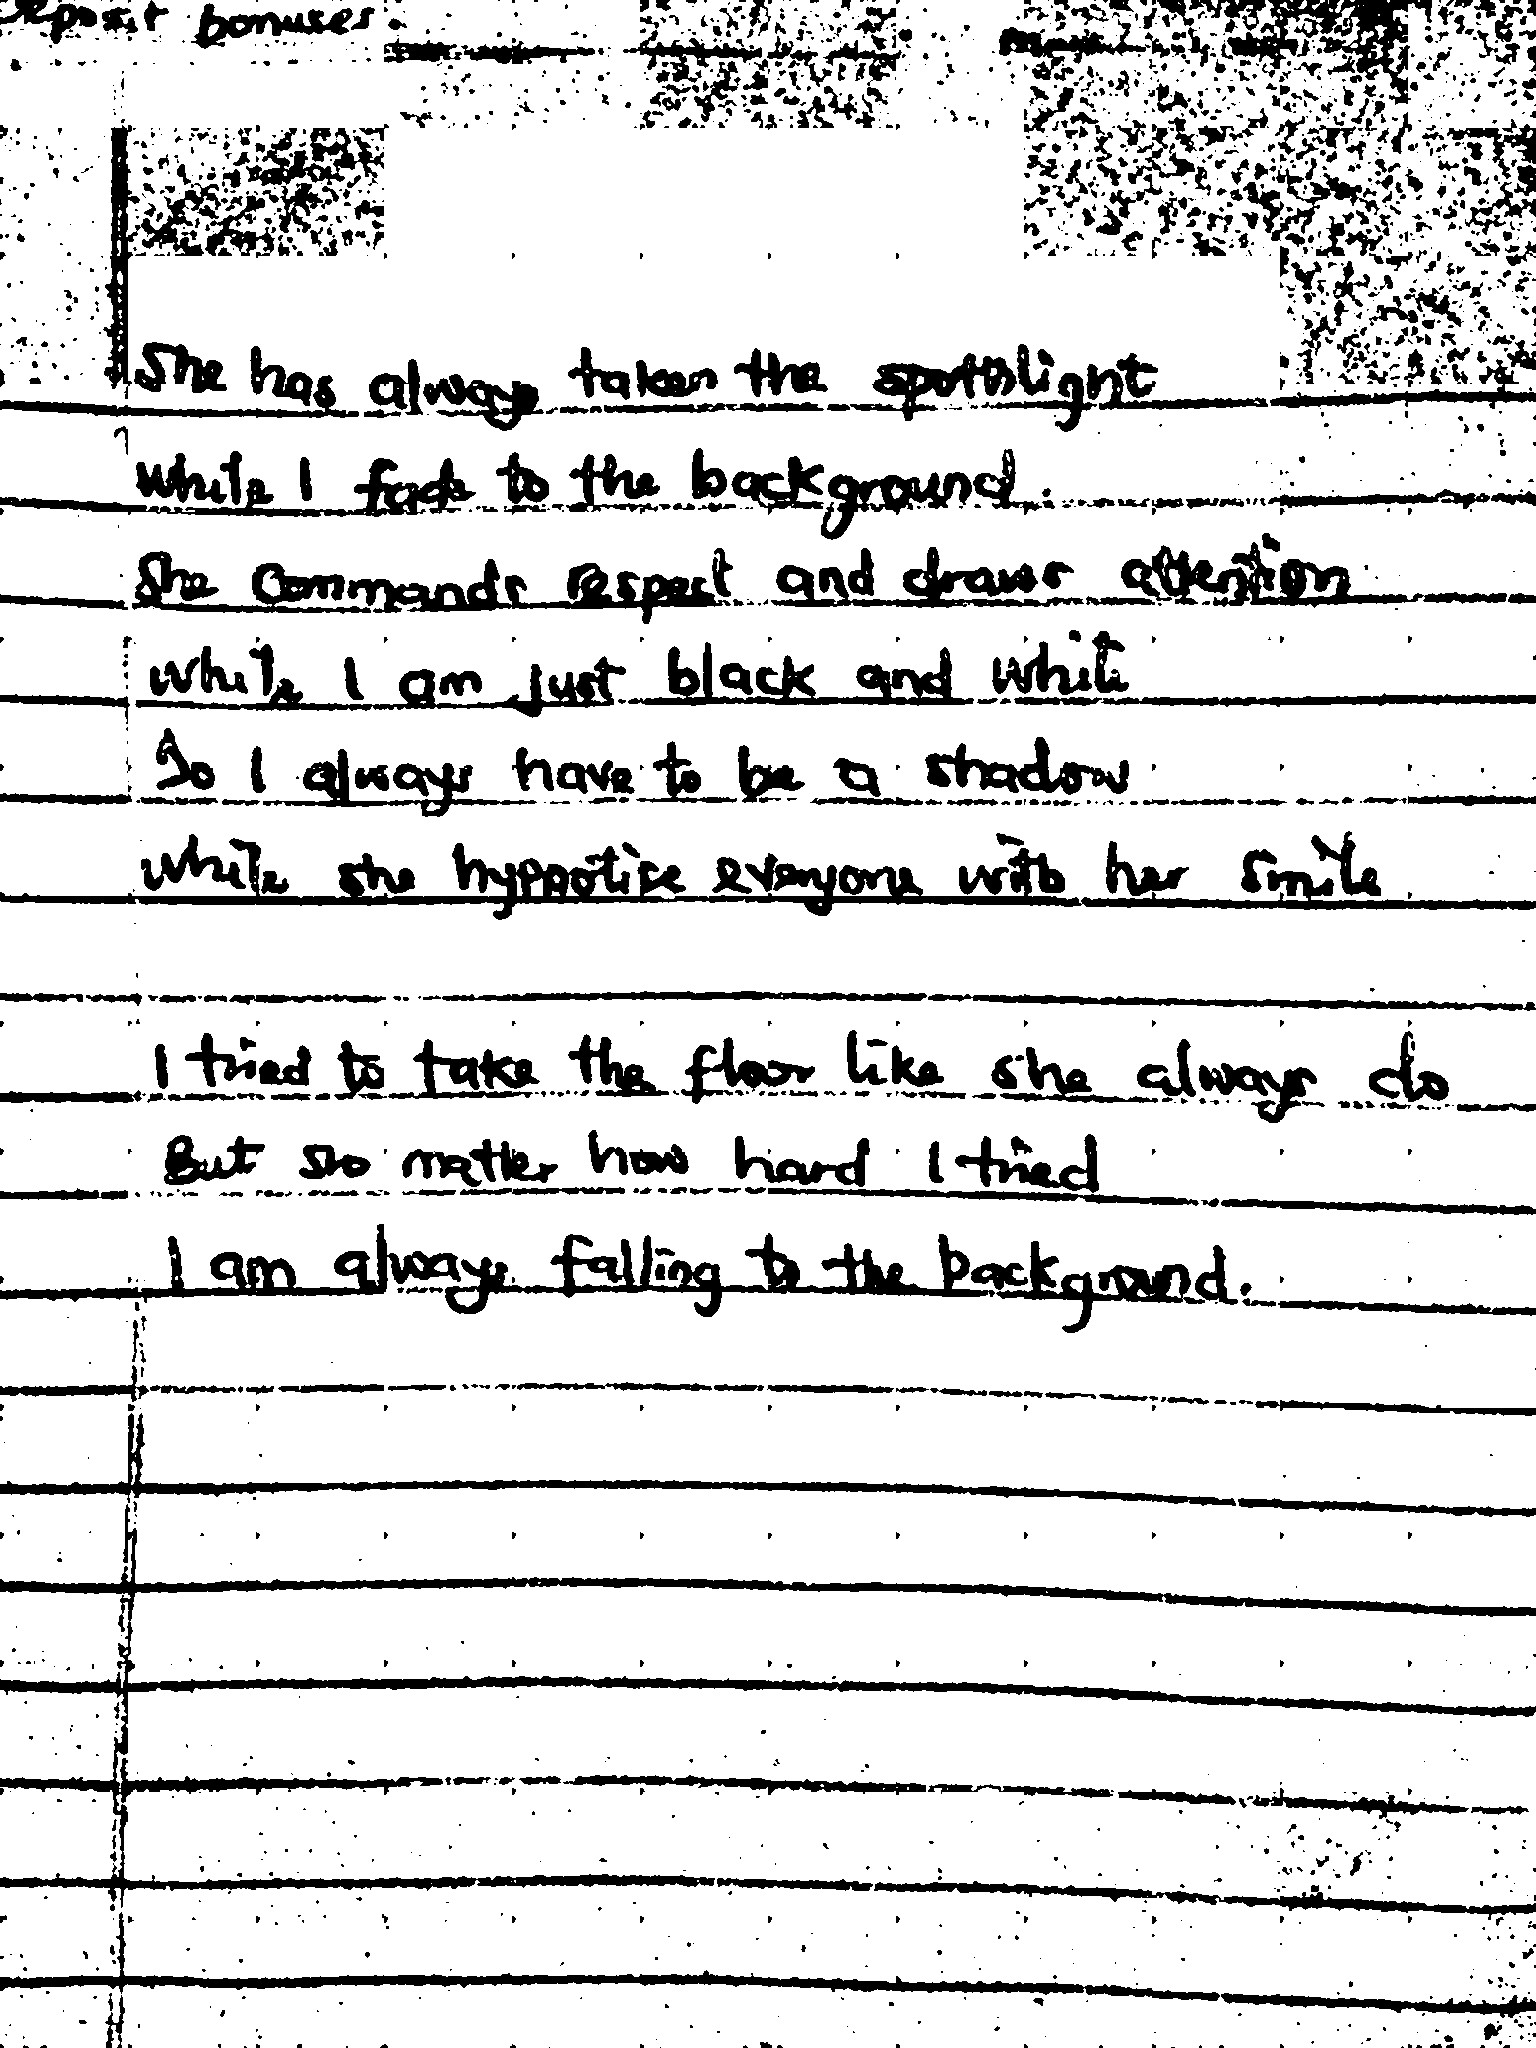 deposit bonuses
She has always taken the spotlight
while I fade to the background.
She commands respect and draws attention
while I am just black and white
So I always have to be a shadow
while she hypnotise everyone with her smile
I tried to take the floor like she always do
But no matter how hard I tried
I am always falling to the background.